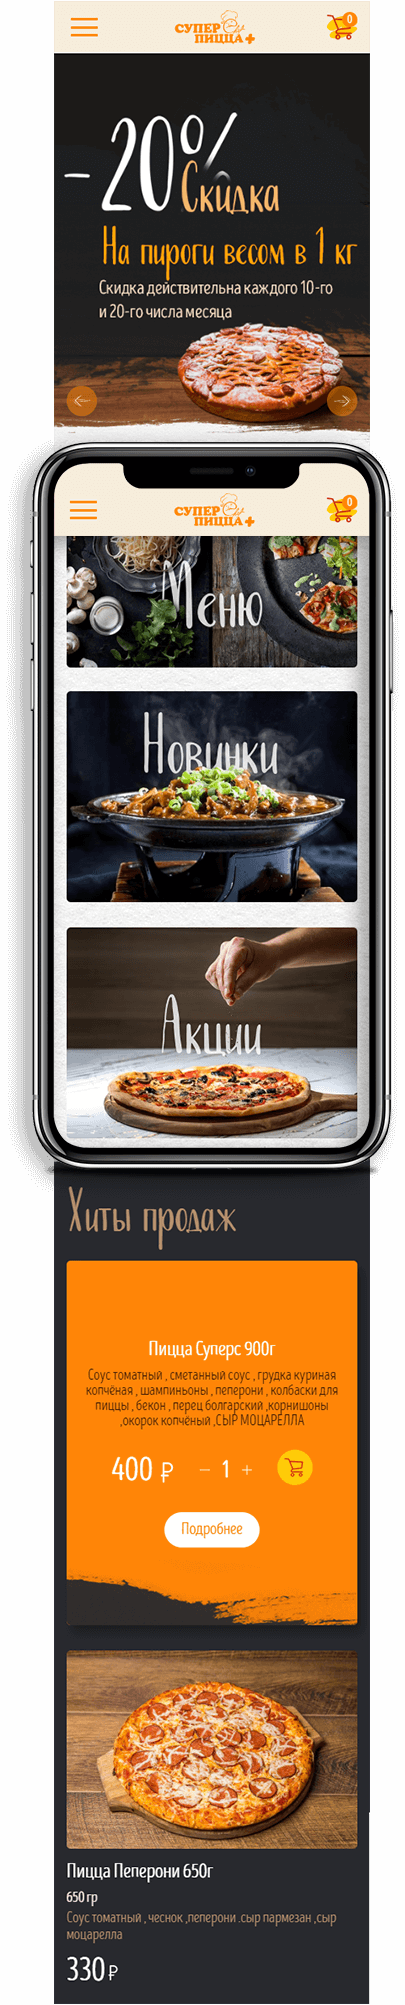 СУПЕР
ПИЦЦА+
0
-20%
Скидка
На пироги весом в 1 кг
Скидка действительна каждого 10-го
и 20-го числа месяца
СУПЕР
ПИЦЦА+
0
Меню
Новинки
Акции
Хиты продаж
Пицца Суперс 900г
Соус томатный , сметанный соус , грудка куриная
копчёная , шампиньоны , пеперони , колбаски для
пиццы , бекон , перец болгарский ,корнишоны
,окорок копчёный ,СЫР МОЦАРЕЛЛА
400 ₽ − 1 +
Подробнее
Пицца Пеперони 650г
650 гр
Соус томатный , чеснок ,пеперони .сыр пармезан ,сыр
моцарелла
330 ₽